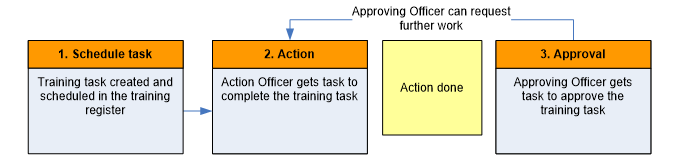 Approving Officer can request
further work
1. Schedule task
Training task created and
scheduled in the training
register
2. Action
Action Officer gets task to
complete the training task
Action done
3. Approval
Approving Officer gets
task to approve the
training task